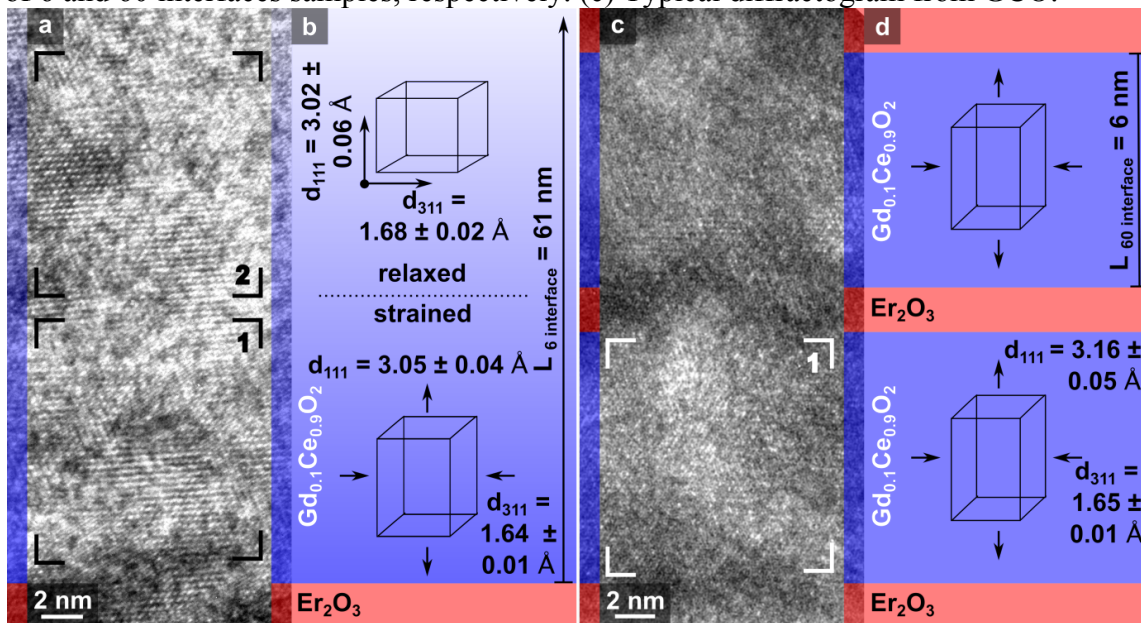 of 6 and 60 interfaces samples, respectively. (e) Typical diffractogram from GCO.
a
b
d₁₁₁ = 3.02 ±
0.06 Å
d₃₁₁ =
1.68 ± 0.02 Å
2
relaxed
strained
1
d₁₁₁ = 3.05 ± 0.04 Å
L 6 interface = 61 nm
Gd₀.₁Ce₀.₉O₂
d₃₁₁ =
1.64 ±
0.01 Å
2 nm
Er₂O₃
c
d
Gd₀.₁Ce₀.₉O₂
L 60 interface = 6 nm
Er₂O₃
1
d₁₁₁ = 3.16 ±
0.05 Å
Gd₀.₁Ce₀.₉O₂
d₃₁₁ =
1.65 ±
0.01 Å
2 nm
Er₂O₃